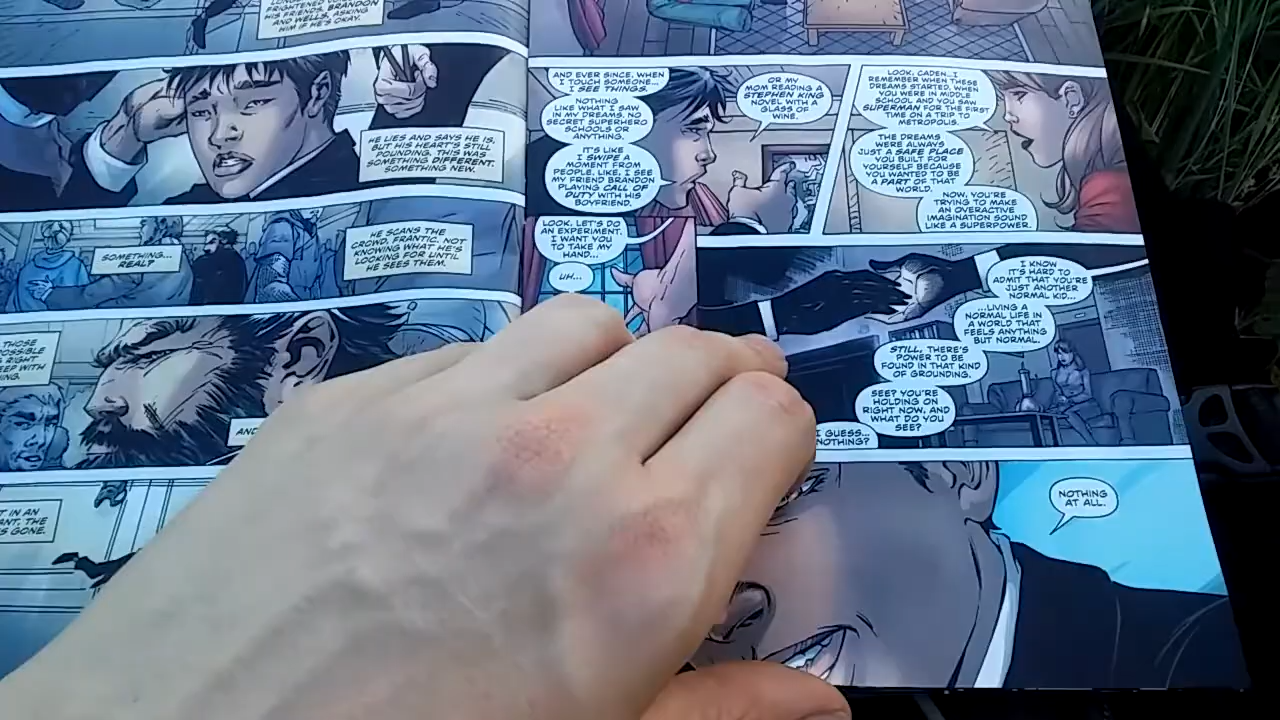 LISTENER. BRANDON
HIS FRIENDS, ASKING
AND WELLS, ASKING
HIM IF HE'S OKAY.
HE LIES AND SAYS HE IS,
BUT HIS HEART'S STILL
POUNDING. THIS WAS
SOMETHING DIFFERENT.
SOMETHING NEW.
SOMETHING...
REAL?
HE SCANS THE
CROWD, FRANTIC. NOT
KNOWING WHAT HE'S
LOOKING FOR UNTIL
HE SEES THEM.
THOSE
POSSIBLE
RIGHT
EEP WITH
NG.
AND
T IN AN
ANT. THE
S GONE.
AND EVER SINCE, WHEN
I TOUCH SOMEONE...
I SEE THINGS.
NOTHING
LIKE WHAT I SAW
IN MY DREAMS. NO
SECRET SUPERHERO
SCHOOLS OR
ANYTHING.
IT'S LIKE
I SWIPE A
MOMENT FROM
PEOPLE. LIKE, I SEE
MY FRIEND BRANDON
PLAYING CALL OF
DUTY WITH HIS
BOYFRIEND.
OR MY
MOM READING A
STEPHEN KING
NOVEL WITH A
GLASS OF
WINE.
LOOK, CADEN...I
REMEMBER WHEN THESE
DREAMS STARTED, WHEN
YOU WERE IN MIDDLE
SCHOOL AND YOU SAW
SUPERMAN FOR THE FIRST
TIME ON A TRIP TO
METROPOLIS.
THE DREAMS
WERE ALWAYS
JUST A SAFE PLACE
YOU BUILT FOR
YOURSELF BECAUSE
YOU WANTED TO BE
A PART OF THAT
WORLD.
NOW, YOU'RE
TRYING TO MAKE
AN OVERACTIVE
IMAGINATION SOUND
LIKE A SUPERPOWER.
LOOK, LET'S DO
AN EXPERIMENT.
I WANT YOU
TO TAKE MY
HAND...
UH...
I KNOW
IT'S HARD TO
ADMIT THAT YOU'RE
JUST ANOTHER
NORMAL KID...
...LIVING A
NORMAL LIFE IN
A WORLD THAT
FEELS ANYTHING
BUT NORMAL.
STILL, THERE'S
POWER TO BE
FOUND IN THAT KIND
OF GROUNDING.
SEE? YOU'RE
HOLDING ON
RIGHT NOW, AND
WHAT DO YOU
SEE?
I GUESS...
NOTHING?
NOTHING
AT ALL.